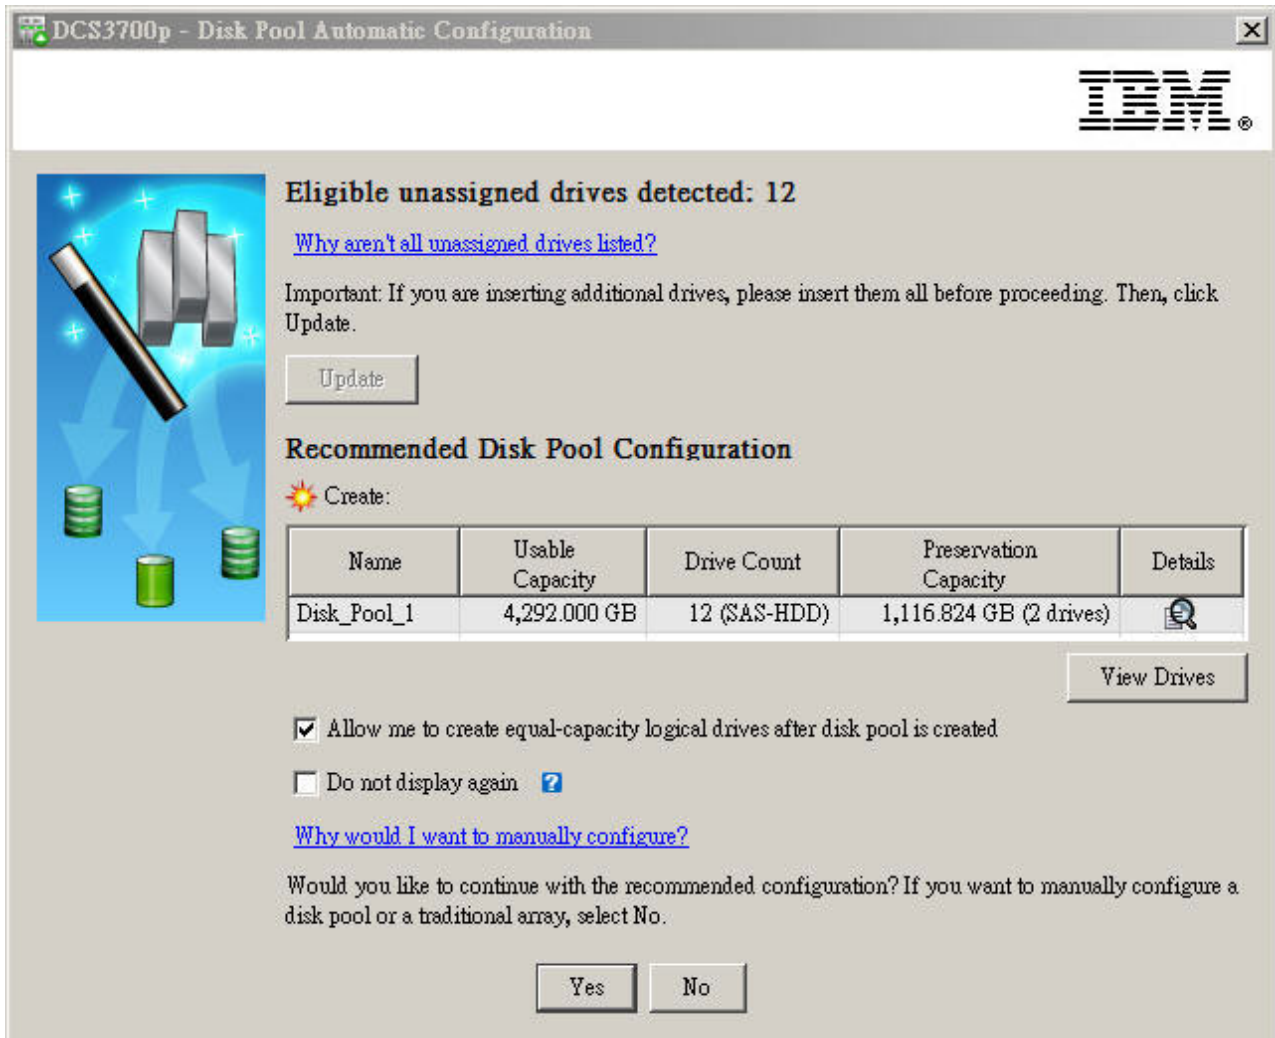 DCS3700p - Disk Pool Automatic Configuration
IBM®
Eligible unassigned drives detected: 12
Why aren't all unassigned drives listed?
Important: If you are inserting additional drives, please insert them all before proceeding. Then, click
Update.
Update
Recommended Disk Pool Configuration
Create:
Name Usable Capacity Drive Count Preservation Capacity Details
Disk_Pool_1 4,292.000 GB 12 (SAS-HDD) 1,116.824 GB (2 drives)
View Drives
Allow me to create equal-capacity logical drives after disk pool is created
Do not display again ?
Why would I want to manually configure?
Would you like to continue with the recommended configuration? If you want to manually configure a
disk pool or a traditional array, select No.
Yes No